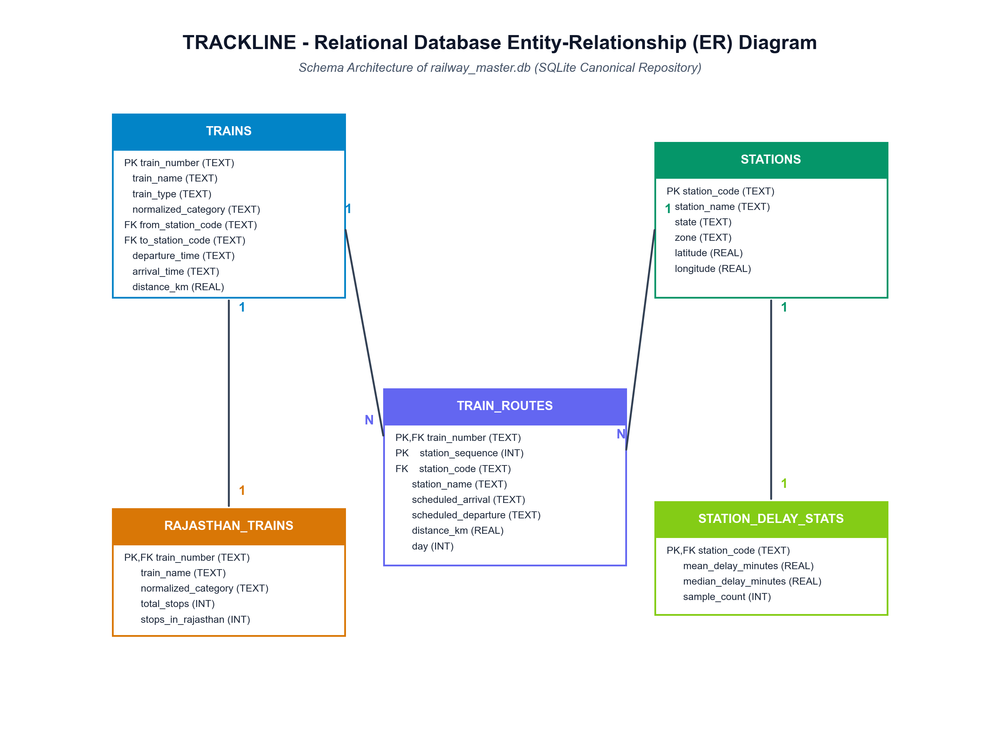 TRACKLINE - Relational Database Entity-Relationship (ER) Diagram
Schema Architecture of railway_master.db (SQLite Canonical Repository)
TRAINS
PK train_number (TEXT)
train_name (TEXT)
train_type (TEXT)
normalized_category (TEXT)
FK from_station_code (TEXT)
FK to_station_code (TEXT)
departure_time (TEXT)
arrival_time (TEXT)
distance_km (REAL)
1
1
STATIONS
PK station_code (TEXT)
station_name (TEXT)
state (TEXT)
zone (TEXT)
latitude (REAL)
longitude (REAL)
1
1
TRAIN_ROUTES
N
N
PK,FK train_number (TEXT)
PK station_sequence (INT)
FK station_code (TEXT)
station_name (TEXT)
scheduled_arrival (TEXT)
scheduled_departure (TEXT)
distance_km (REAL)
day (INT)
1
RAJASTHAN_TRAINS
PK,FK train_number (TEXT)
train_name (TEXT)
normalized_category (TEXT)
total_stops (INT)
stops_in_rajasthan (INT)
1
STATION_DELAY_STATS
PK,FK station_code (TEXT)
mean_delay_minutes (REAL)
median_delay_minutes (REAL)
sample_count (INT)